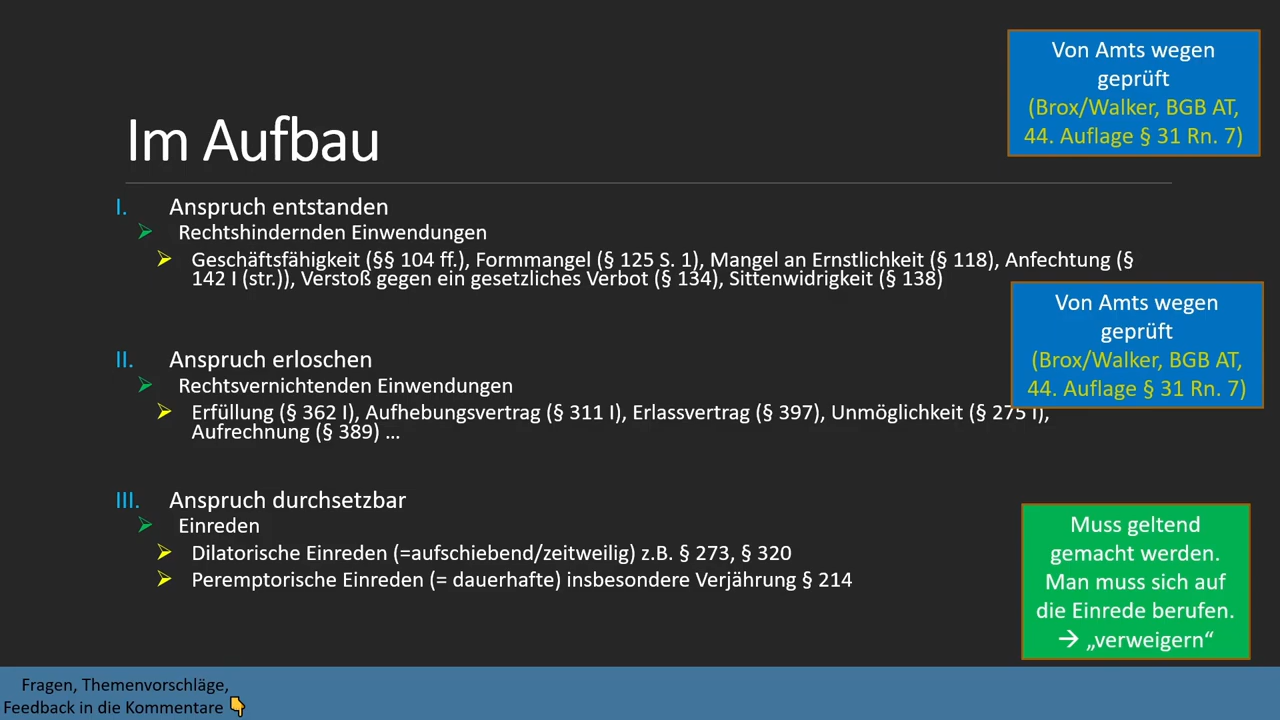 Von Amts wegen
geprüft
(Brox/Walker, BGB AT,
44. Auflage § 31 Rn. 7)
Im Aufbau
I. Anspruch entstanden
Rechtshindernden Einwendungen
Geschäftsfähigkeit (§§ 104 ff.), Formmangel (§ 125 S. 1), Mangel an Ernstlichkeit (§ 118), Anfechtung (§
142 I (str.)), Verstoß gegen ein gesetzliches Verbot (§ 134), Sittenwidrigkeit (§ 138)
Von Amts wegen
geprüft
(Brox/Walker, BGB AT,
44. Auflage § 31 Rn. 7)
II. Anspruch erloschen
Rechtsvernichtenden Einwendungen
Erfüllung (§ 362 I), Aufhebungsvertrag (§ 311 I), Erlassvertrag (§ 397), Unmöglichkeit (§ 275 I),
Aufrechnung (§ 389) ...
III. Anspruch durchsetzbar
Einreden
Dilatorische Einreden (=aufschiebend/zeitweilig) z.B. § 273, § 320
Peremptorische Einreden (= dauerhafte) insbesondere Verjährung § 214
Muss geltend
gemacht werden.
Man muss sich auf
die Einrede berufen.
→ „verweigern“
Fragen, Themenvorschläge,
Feedback in die Kommentare 👇